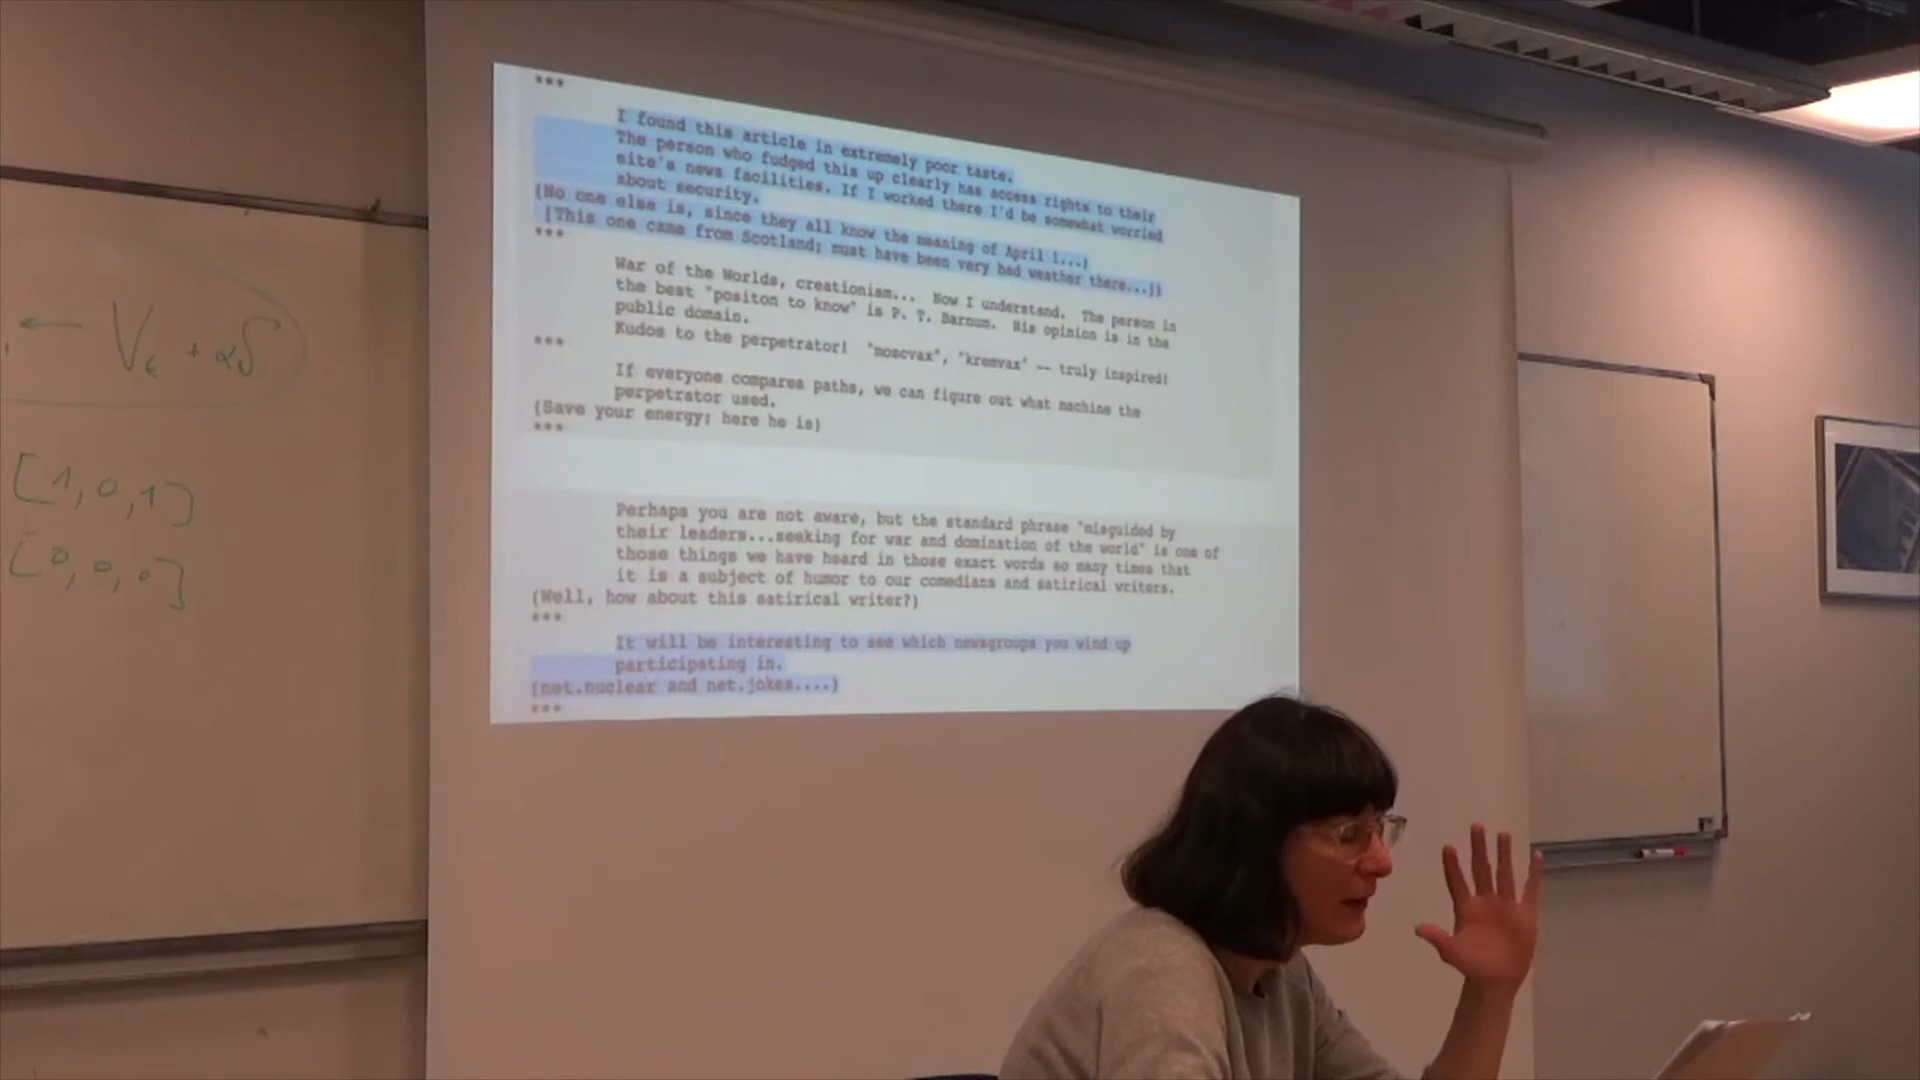 ***
I found this article in extremely poor taste.
The person who fudged this up clearly has access rights to their
site's news facilities. If I worked there I'd be somewhat worried
about security.
(No one else is, since they all know the meaning of April 1...)
[This one came from Scotland; must have been very bad weather there...])
***
War of the Worlds, creationism... Now I understand. The person in
the best "positon to know" is P. T. Barnum. His opinion is in the
public domain.
Kudos to the perpetrator! "moscvax", "kremvax" -- truly inspired!
***
If everyone compares paths, we can figure out what machine the
perpetrator used.
(Save your energy; here he is)
***
Perhaps you are not aware, but the standard phrase "misguided by
their leaders...seeking for war and domination of the world" is one of
those things we have heard in those exact words so many times that
it is a subject of humor to our comedians and satirical writers.
(Well, how about this satirical writer?)
***
It will be interesting to see which newsgroups you wind up
participating in.
(net.nuclear and net.jokes....)
***
← V + αδ
[1,0,1]
[0,0,0]